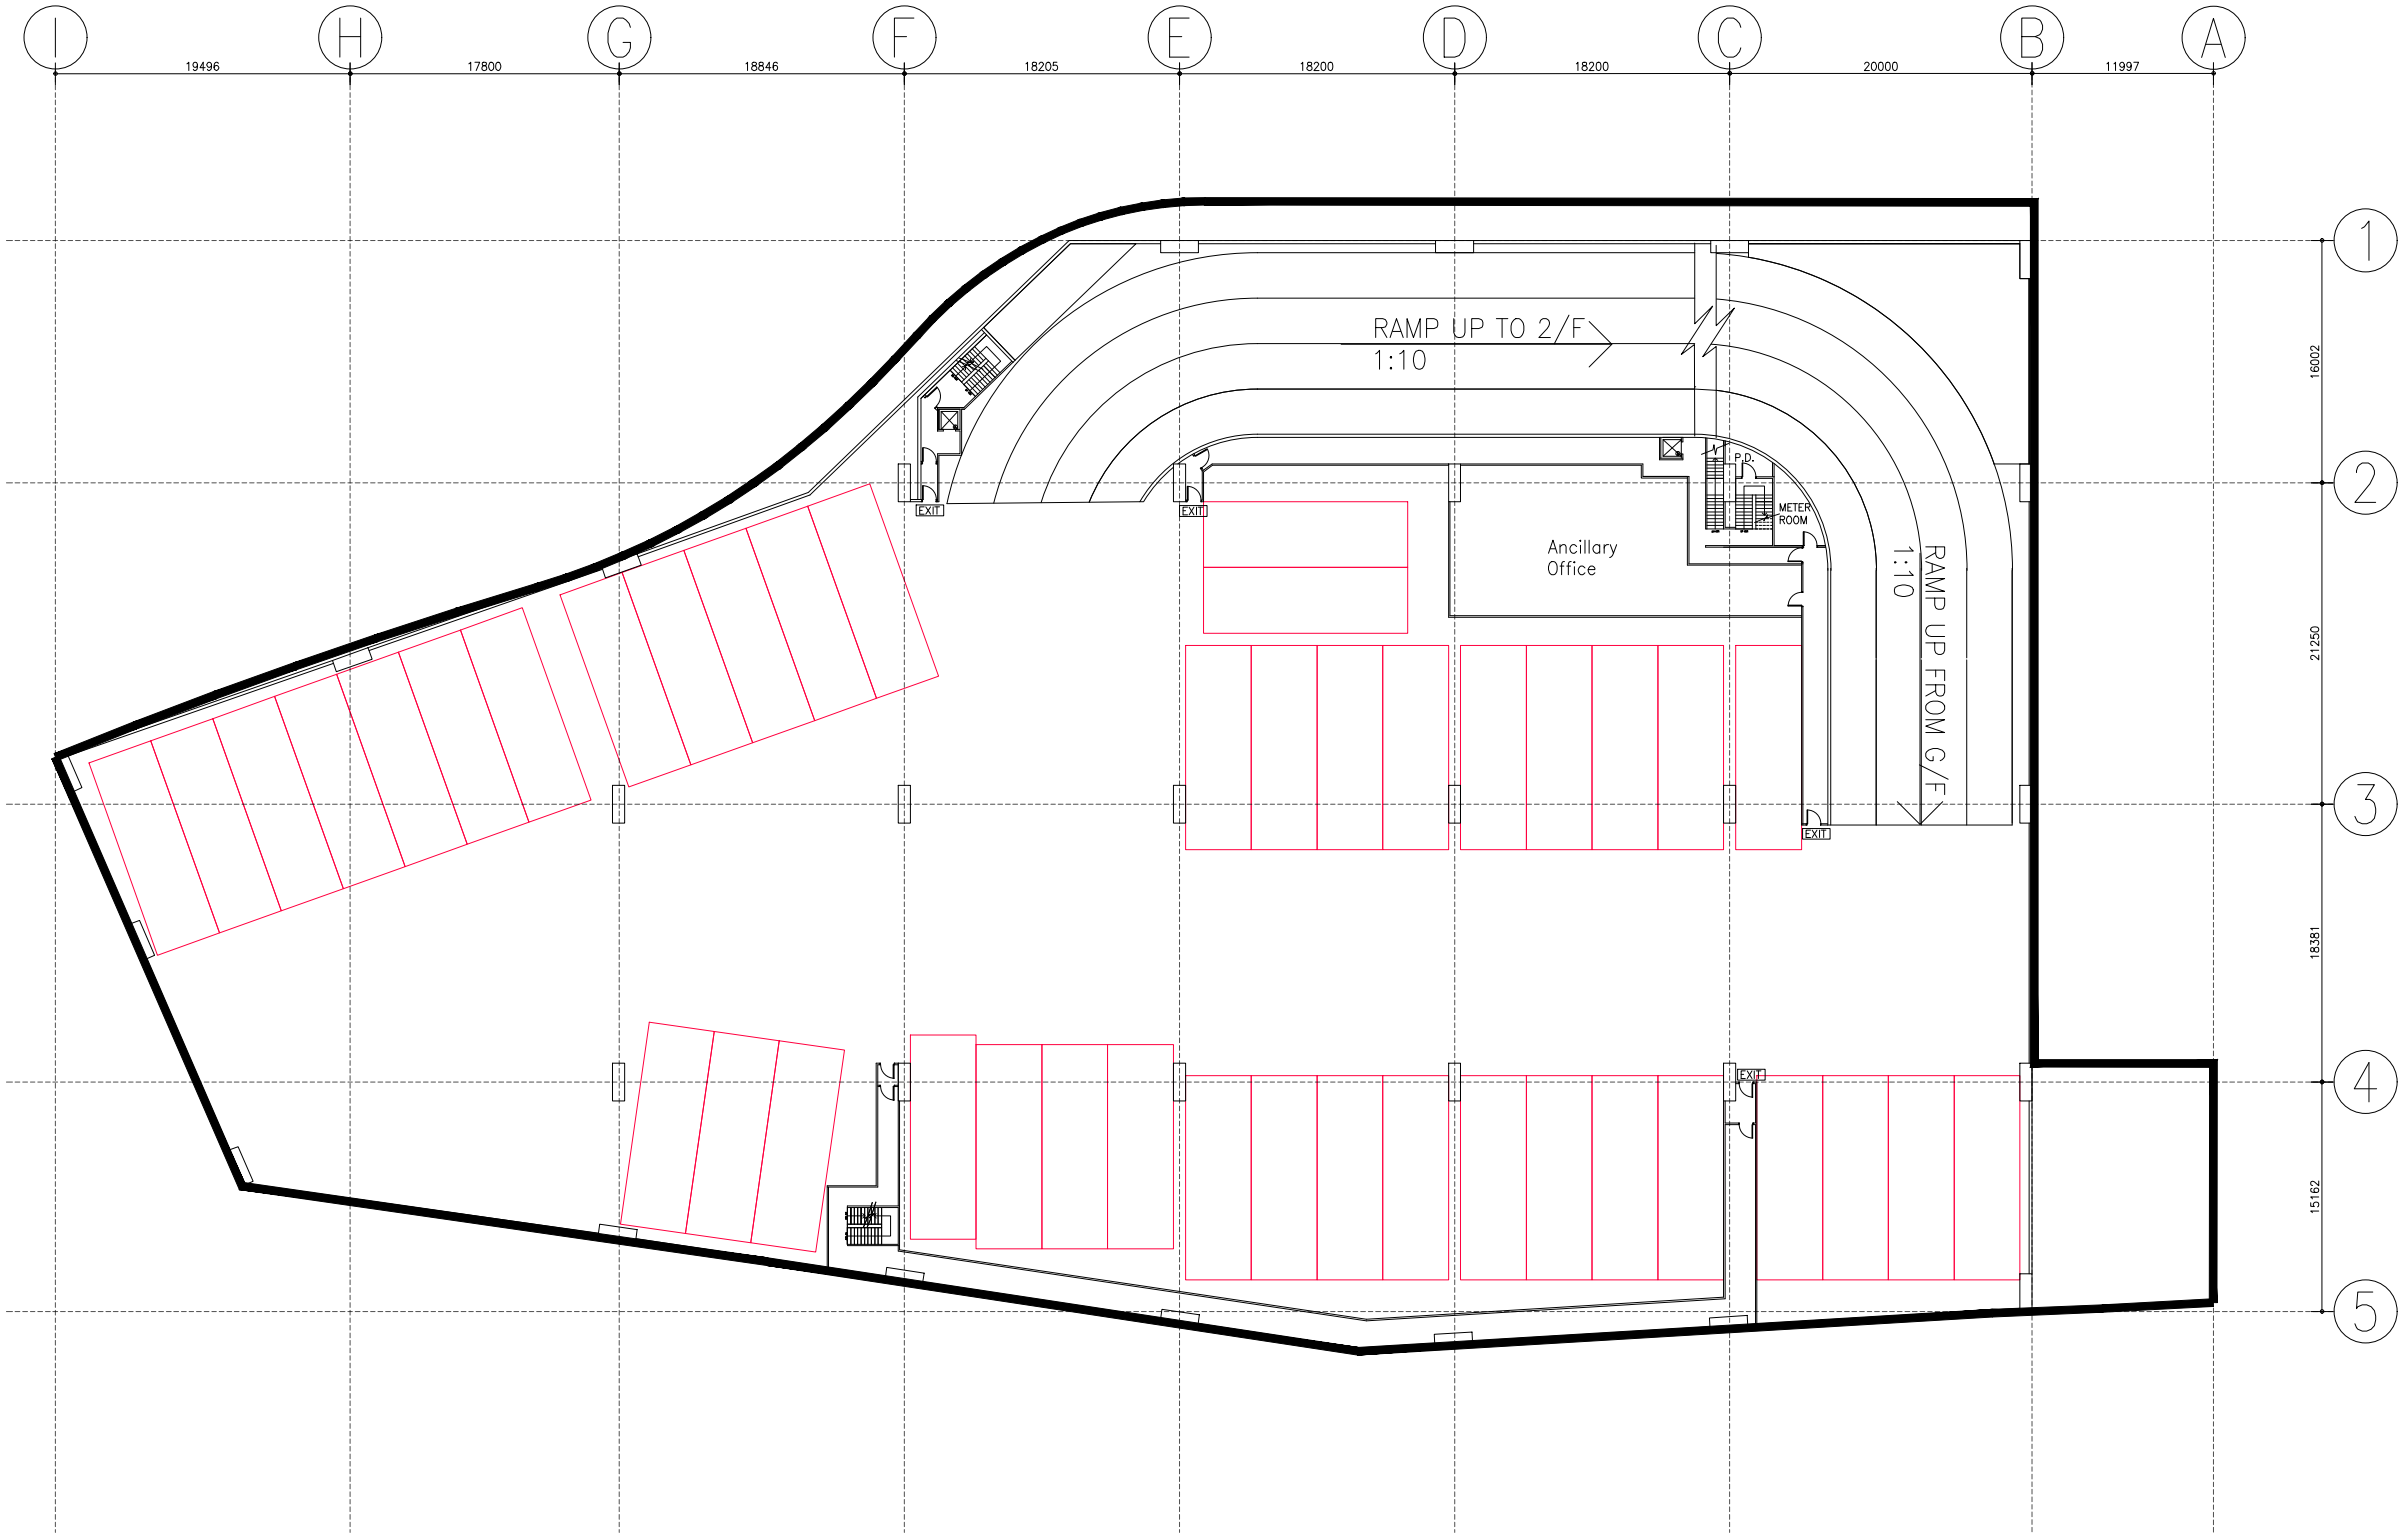 I
H
G
F
E
D
C
B
A
19496
17800
18846
18205
18200
18200
20000
11997
1
RAMP UP TO 2/F
1:10
16002
P.D.
2
EXIT
EXIT
METER
ROOM
Ancillary
Office
RAMP UP FROM G/F
1:10
21250
3
EXIT
18381
EXIT
4
15162
5